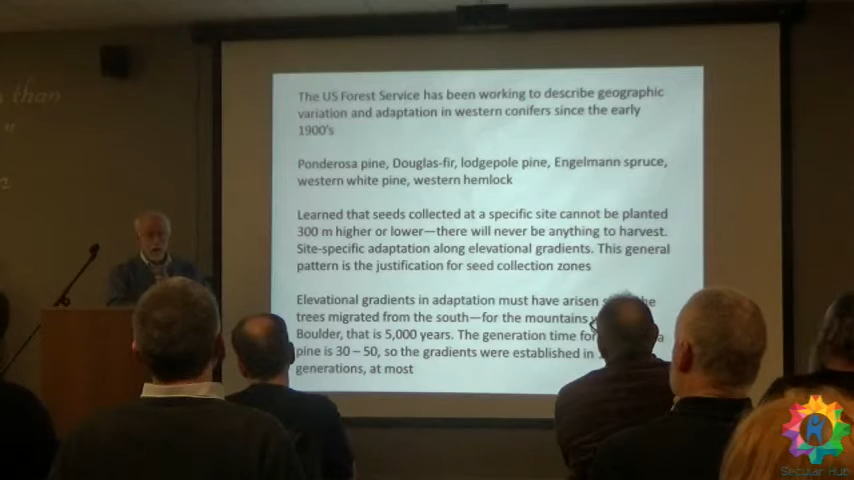 s than
"
The US Forest Service has been working to describe geographic
variation and adaptation in western conifers since the early
1900's
Ponderosa pine, Douglas-fir, lodgepole pine, Engelmann spruce,
western white pine, western hemlock
Learned that seeds collected at a specific site cannot be planted
300 m higher or lower—there will never be anything to harvest.
Site-specific adaptation along elevational gradients. This general
pattern is the justification for seed collection zones
Elevational gradients in adaptation must have arisen
trees migrated from the south—for the mountains
Boulder, that is 5,000 years. The generation time for a
pine is 30 – 50, so the gradients were established in
generations, at most
Secular Hub